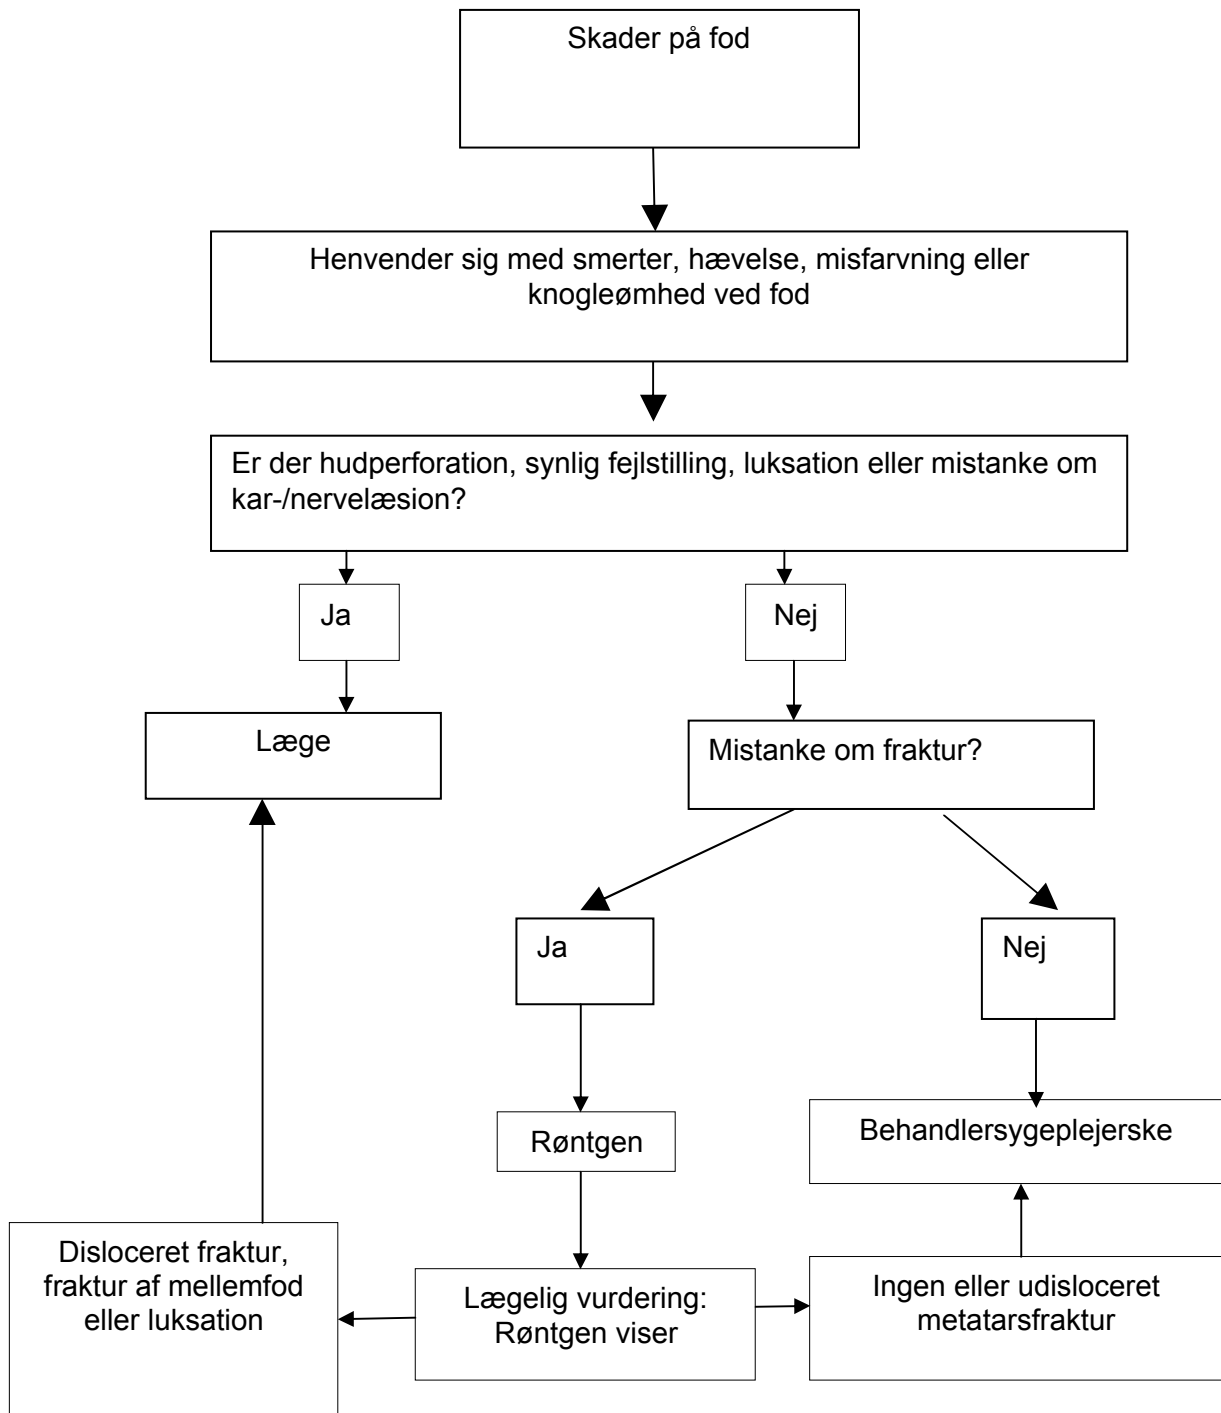 Skader på fod
Henvender sig med smerter, hævelse, misfarvning eller
knogleømhed ved fod
Er der hudperforation, synlig fejlstilling, luksation eller mistanke om
kar-/nervelæsion?
Ja
Nej
Læge
Mistanke om fraktur?
Ja
Nej
Røntgen
Behandlersygeplejerske
Disloceret fraktur,
fraktur af mellemfod
eller luksation
Lægelig vurdering:
Røntgen viser
Ingen eller udisloceret
metatarsfraktur